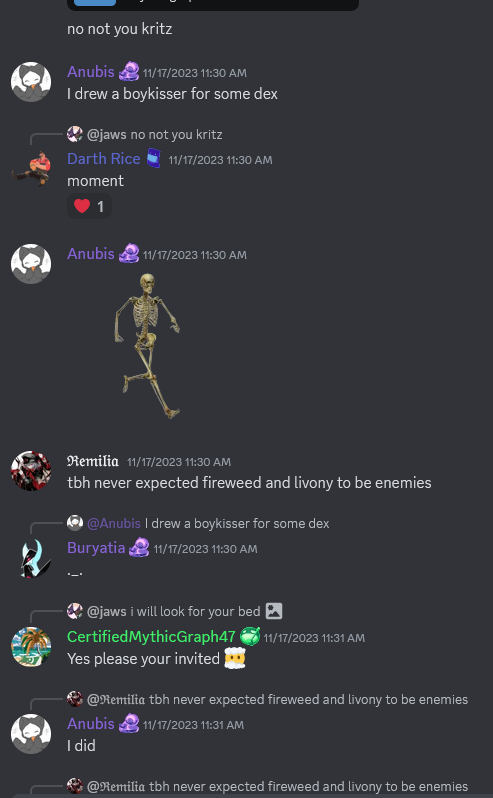 no not you kritz
Anubis 11/17/2023 11:30 AM
I drew a boykisser for some dex
@jaws no not you kritz
Darth Rice 11/17/2023 11:30 AM
moment
1
Anubis 11/17/2023 11:30 AM
ℜ𝔢𝔪𝔦𝔩𝔦𝔞 11/17/2023 11:30 AM
tbh never expected fireweed and livony to be enemies
@Anubis I drew a boykisser for some dex
Buryatia 11/17/2023 11:30 AM
._.
@jaws i will look for your bed
CertifiedMythicGraph47 11/17/2023 11:31 AM
Yes please your invited
@ℜ𝔢𝔪𝔦𝔩𝔦𝔞 tbh never expected fireweed and livony to be enemies
Anubis 11/17/2023 11:31 AM
I did
@ℜ𝔢𝔪𝔦𝔩𝔦𝔞 tbh never expected fireweed and livony to be enemies